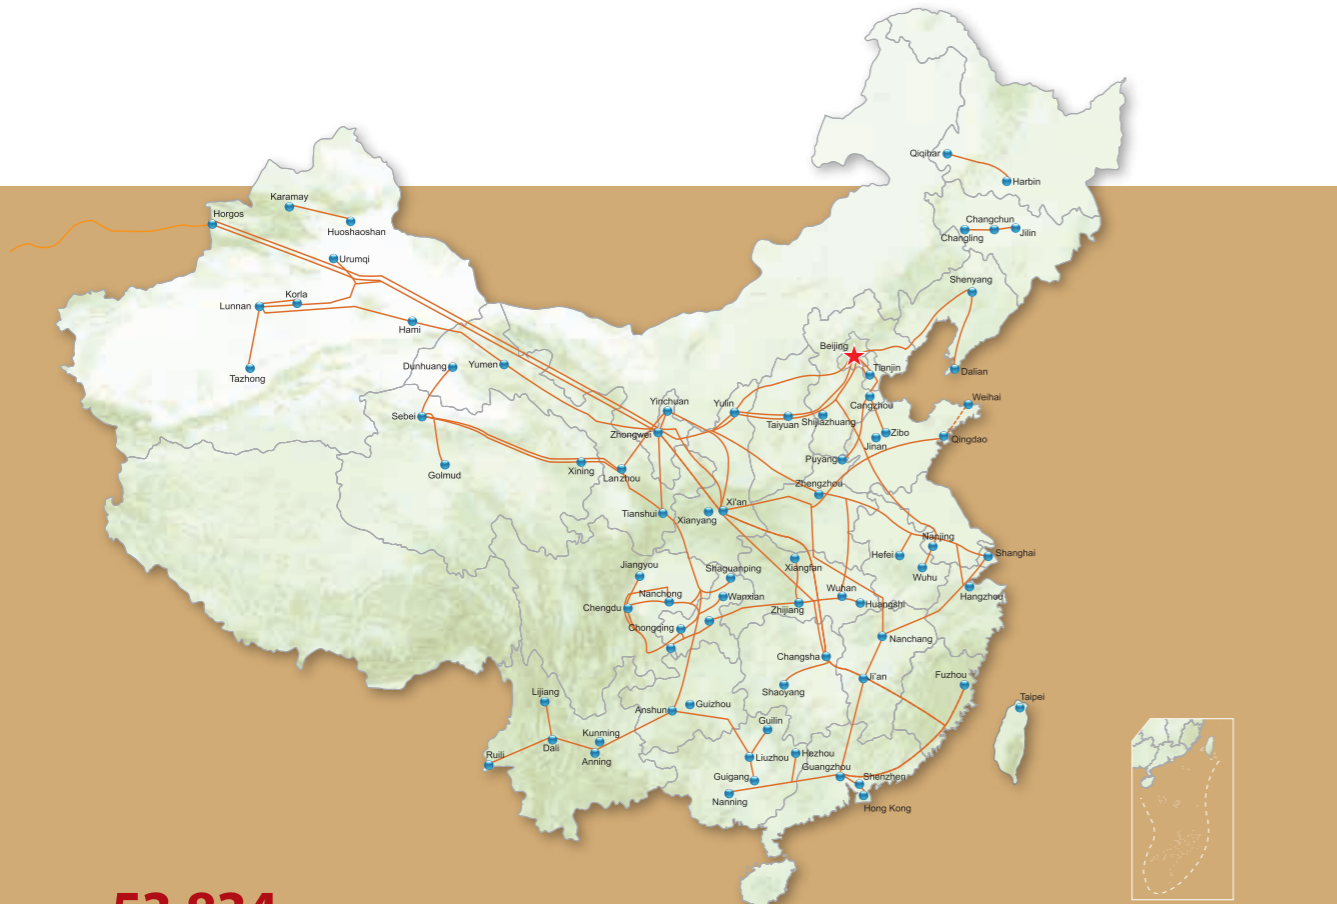 Qiqihar
Harbin
Karamay
Horgos
Huoshaoshan
Changchun
Changling
Jilin
Urumqi
Shenyang
Korla
Lunnan
Hami
Beijing
Tianjin
Dunhuang
Yumen
Dalian
Tazhong
Weihai
Cangzhou
Yinchuan
Yulin
Sebei
Taiyuan
Shijiazhuang
Zhongwei
Zibo
Jinan
Qingdao
Puyang
Golmud
Xining
Lanzhou
Zhengzhou
Xi'an
Tianshui
Xianyang
Nanjing
Hefei
Shanghai
Jiangyou
Shaguanping
Xiangfan
Wuhu
Nanchong
Wanxian
Wuhan
Hangzhou
Chengdu
Zhijiang
Huangshi
Chongqing
Nanchang
Changsha
Ji'an
Fuzhou
Shaoyang
Lijiang
Taipei
Anshun
Guizhou
Guilin
Kunming
Dali
Ruili
Anning
Liuzhou
Hezhou
Guangzhou
Guigang
Shenzhen
Nanning
Hong Kong
53,824